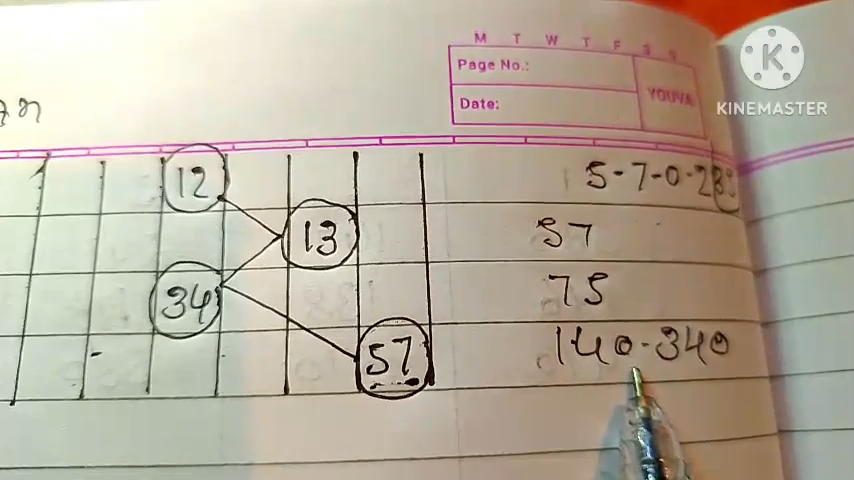 M T W T F S S
Page No.:
Date:
YOUVA
KINEMASTER
12
5-7-0-2
13
57
75
34
140-340
57